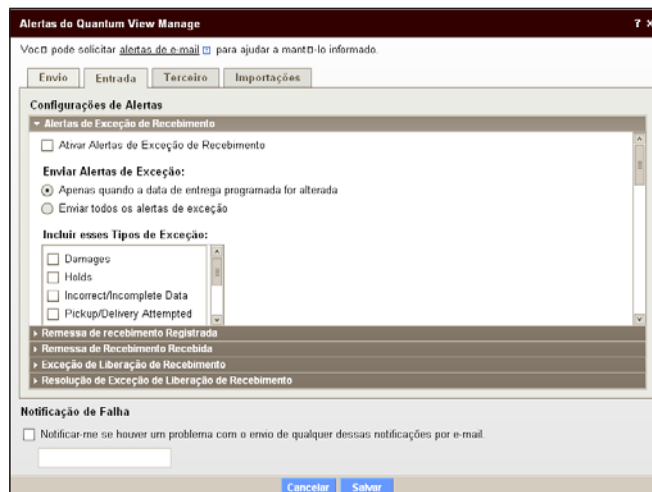 Alertas do Quantum View Manage ? x
Voc□ pode solicitar alertas de e-mail ? para ajudar a mant□-lo informado.
Envio Entrada Terceiro Importações
Configurações de Alertas
Alertas de Exceção de Recebimento
Ativar Alertas de Exceção de Recebimento
Enviar Alertas de Exceção:
Apenas quando a data de entrega programada for alterada
Enviar todos os alertas de exceção
Incluir esses Tipos de Exceção:
Damages
Holds
Incorrect/Incomplete Data
Pickup/Delivery Attempted
Remessa de recebimento Registrada
Remessa de Recebimento Recebida
Exceção de Liberação de Recebimento
Resolução de Exceção de Liberação de Recebimento
Notificação de Falha
Notificar-me se houver um problema com o envio de qualquer dessas notificações por e-mail.
Cancelar Salvar